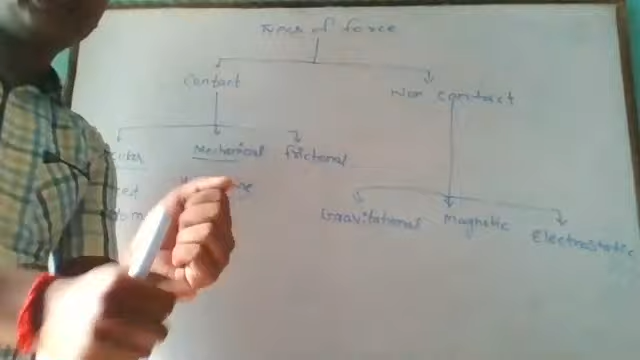 Types of force
Contact
Non contact
Mechanical
frictional
Gravitational
Magnetic
Electrostatic